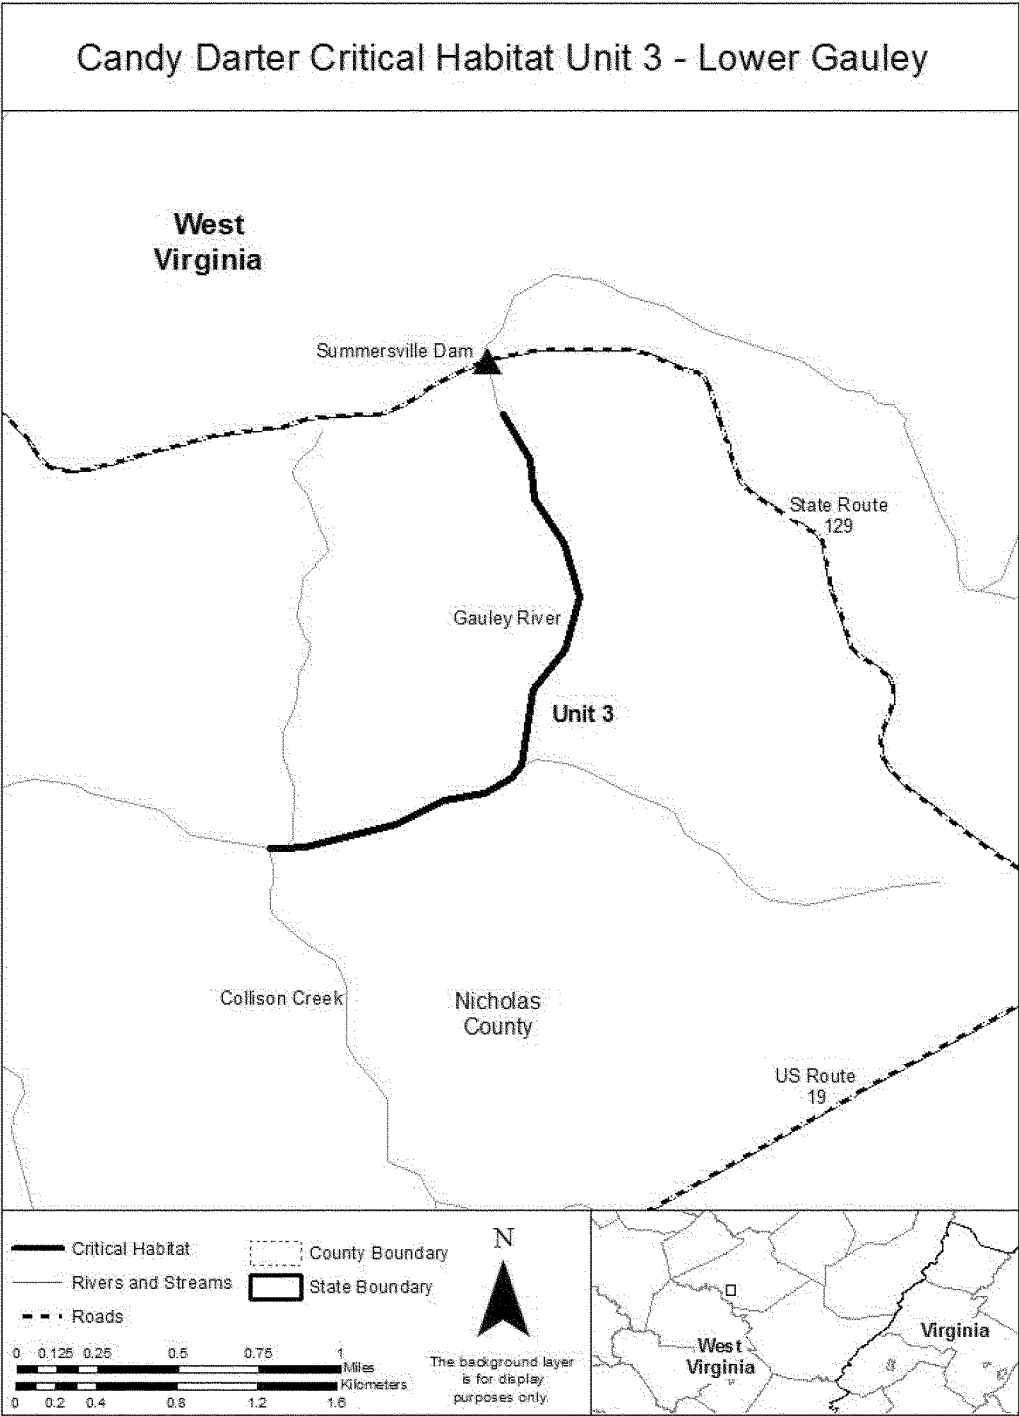 Candy Darter Critical Habitat Unit 3 - Lower Gauley
West
Virginia
Summersville Dam
State Route
129
Gauley River
Unit 3
Collison Creek
Nicholas
County
US Route
19
Critical Habitat
Rivers and Streams
Roads
County Boundary
State Boundary
N
0 0.125 0.25 0.5 0.75 1
Miles
Kilometers
0 0.2 0.4 0.8 1.2 1.6
The background layer
is for display
purposes only.
West
Virginia
Virginia